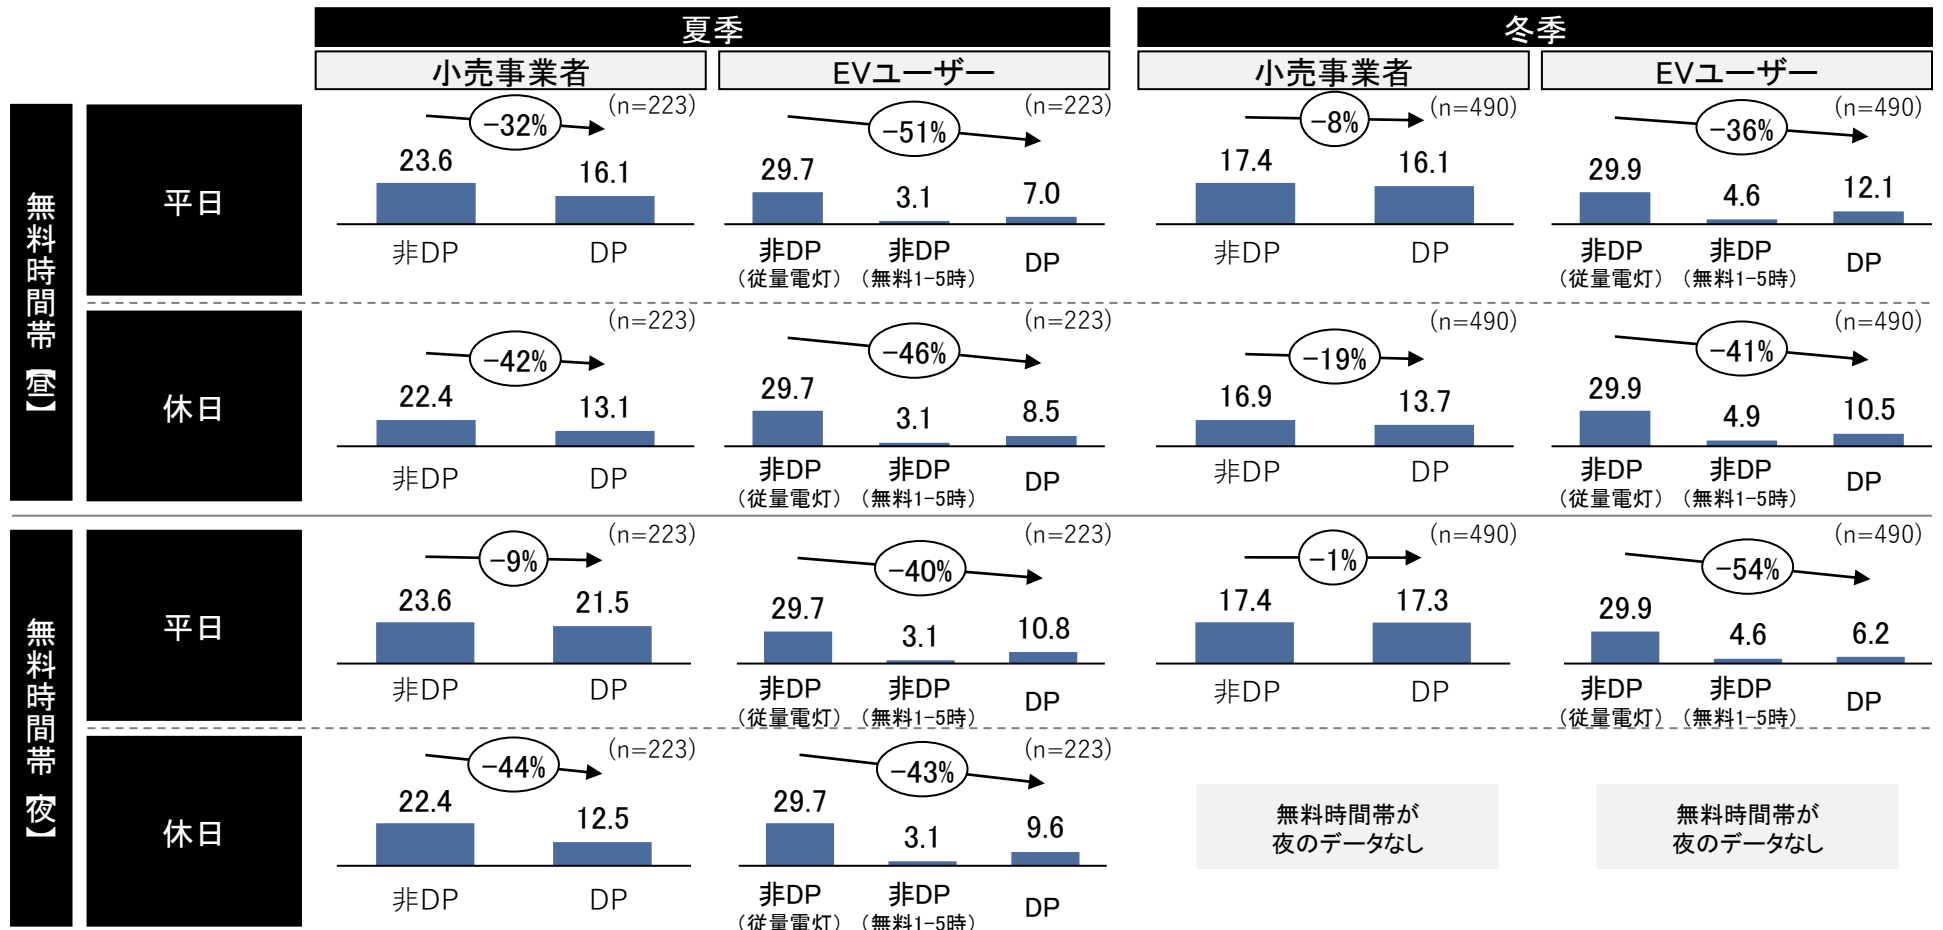 夏季
冬季
小売事業者
EVユーザー
小売事業者
EVユーザー
無料時間帯【昼】
平日
(n=223)
-32%
23.6
16.1
非DP
DP
(n=223)
-51%
29.7
3.1
7.0
非DP
(従量電灯)
非DP
(無料1-5時)
DP
(n=490)
-8%
17.4
16.1
非DP
DP
(n=490)
-36%
29.9
4.6
12.1
非DP
(従量電灯)
非DP
(無料1-5時)
DP
休日
(n=223)
-42%
22.4
13.1
非DP
DP
(n=223)
-46%
29.7
3.1
8.5
非DP
(従量電灯)
非DP
(無料1-5時)
DP
(n=490)
-19%
16.9
13.7
非DP
DP
(n=490)
-41%
29.9
4.9
10.5
非DP
(従量電灯)
非DP
(無料1-5時)
DP
無料時間帯【夜】
平日
(n=223)
-9%
23.6
21.5
非DP
DP
(n=223)
-40%
29.7
3.1
10.8
非DP
(従量電灯)
非DP
(無料1-5時)
DP
(n=490)
-1%
17.4
17.3
非DP
DP
(n=490)
-54%
29.9
4.6
6.2
非DP
(従量電灯)
非DP
(無料1-5時)
DP
休日
(n=223)
-44%
22.4
12.5
非DP
DP
(n=223)
-43%
29.7
3.1
9.6
非DP
(従量電灯)
非DP
(無料1-5時)
DP
無料時間帯が
夜のデータなし
無料時間帯が
夜のデータなし